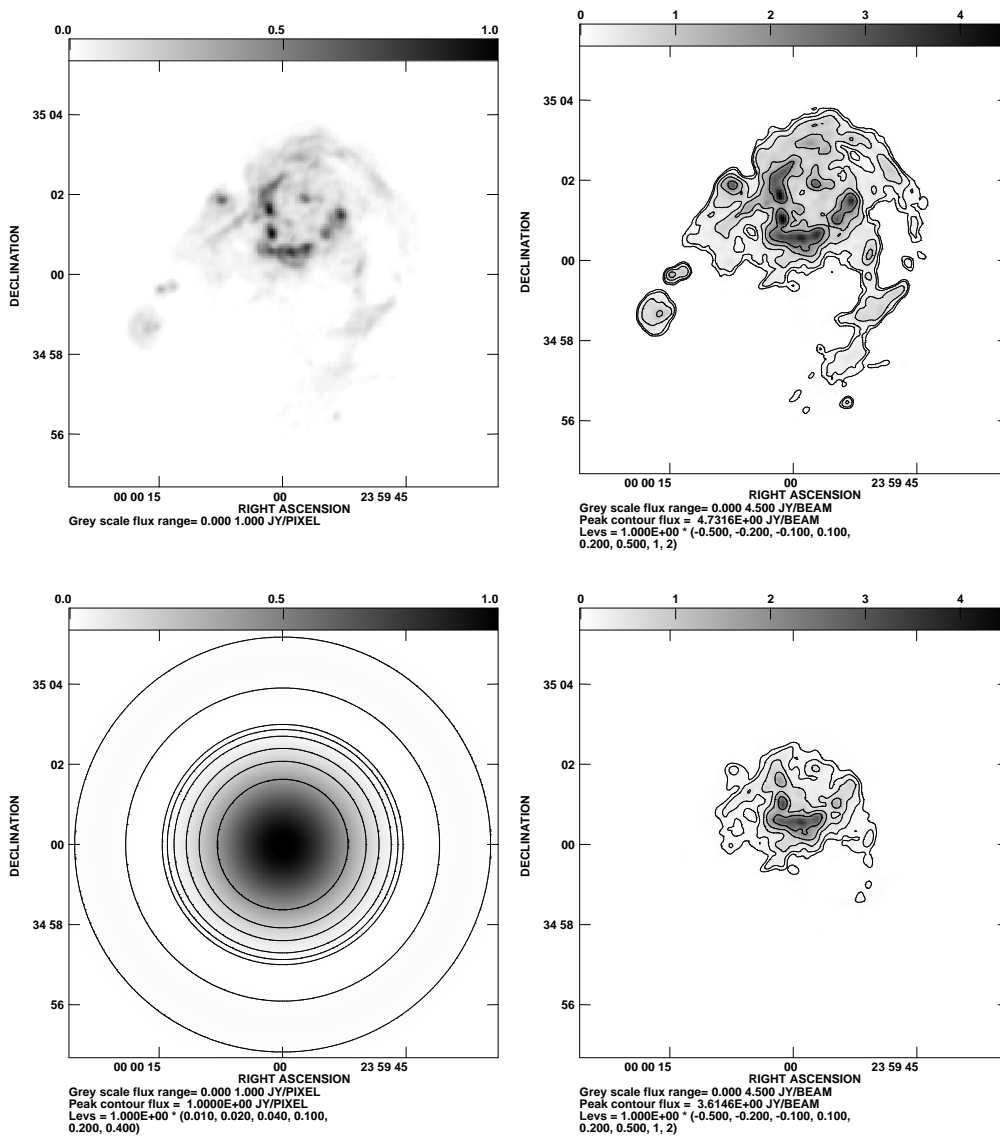 0.0 0.5 1.0
35 04
02
00
34 58
56
DECLINATION
00 00 15 00 23 59 45
RIGHT ASCENSION
Grey scale flux range= 0.000 1.000 JY/PIXEL
0 1 2 3 4
35 04
02
00
34 58
56
DECLINATION
00 00 15 00 23 59 45
RIGHT ASCENSION
Grey scale flux range= 0.000 4.500 JY/BEAM
Peak contour flux = 4.7316E+00 JY/BEAM
Levs = 1.000E+00 * (-0.500, -0.200, -0.100, 0.100,
0.200, 0.500, 1, 2)
0.0 0.5 1.0
35 04
02
00
34 58
56
DECLINATION
00 00 15 00 23 59 45
RIGHT ASCENSION
Grey scale flux range= 0.000 1.000 JY/PIXEL
Peak contour flux = 1.0000E+00 JY/PIXEL
Levs = 1.000E+00 * (0.010, 0.020, 0.040, 0.100,
0.200, 0.400)
0 1 2 3 4
35 04
02
00
34 58
56
DECLINATION
00 00 15 00 23 59 45
RIGHT ASCENSION
Grey scale flux range= 0.000 4.500 JY/BEAM
Peak contour flux = 3.6146E+00 JY/BEAM
Levs = 1.000E+00 * (-0.500, -0.200, -0.100, 0.100,
0.200, 0.500, 1, 2)